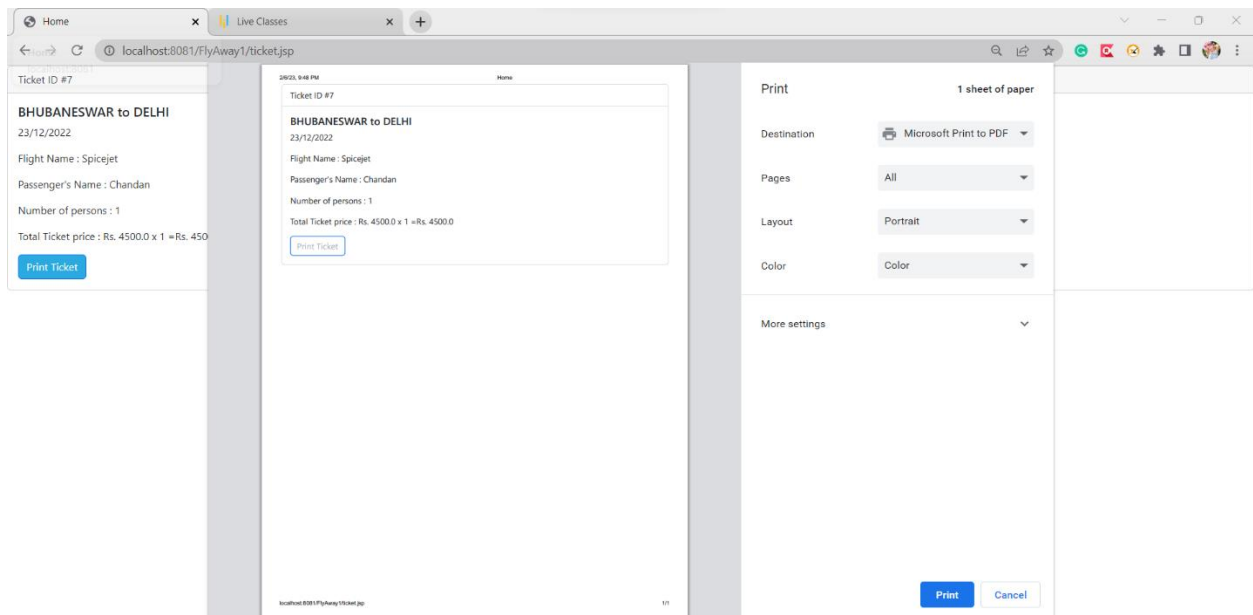 Home
Live Classes
localhost:8081/FlyAway1/ticket.jsp
Ticket ID #7
BHUBANESWAR to DELHI
23/12/2022
Flight Name : Spicejet
Passenger's Name : Chandan
Number of persons : 1
Total Ticket price : Rs. 4500.0 x 1 =Rs. 450
Print Ticket
2/6/23, 9:48 PM
Home
Ticket ID #7
BHUBANESWAR to DELHI
23/12/2022
Flight Name : Spicejet
Passenger's Name : Chandan
Number of persons : 1
Total Ticket price : Rs. 4500.0 x 1 =Rs. 4500.0
Print Ticket
localhost:8081/FlyAway1/ticket.jsp
1/1
Print
1 sheet of paper
Destination
Microsoft Print to PDF
Pages
All
Layout
Portrait
Color
Color
More settings
Print
Cancel